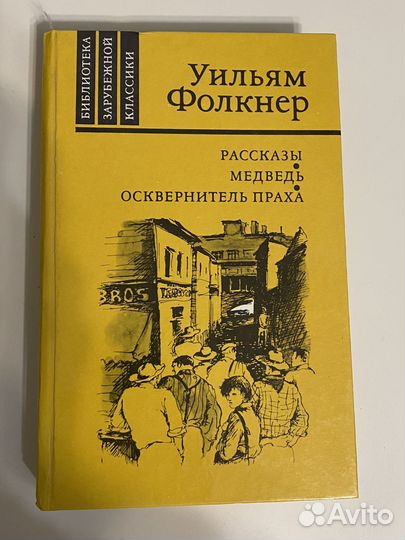 БИБЛИОТЕКА
ЗАРУБЕЖНОЙ
КЛАССИКИ
Уильям
Фолкнер
РАССКАЗЫ
МЕДВЕДЬ
ОСКВЕРНИТЕЛЬ ПРАХА
BROS
Avito